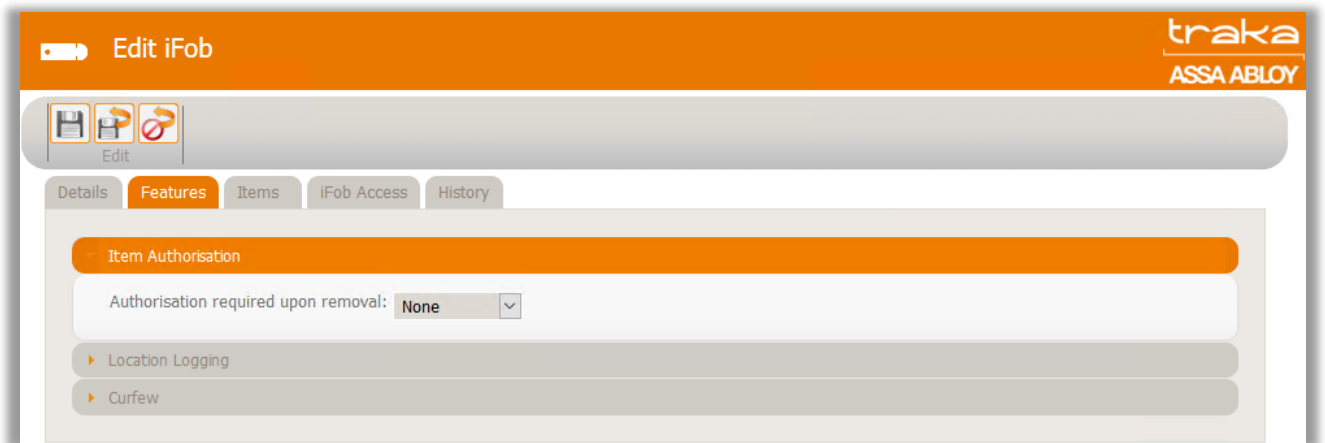 Edit iFob
traka
ASSA ABLOY
Edit
Details Features Items iFob Access History
Item Authorisation
Authorisation required upon removal: None
Location Logging
Curfew